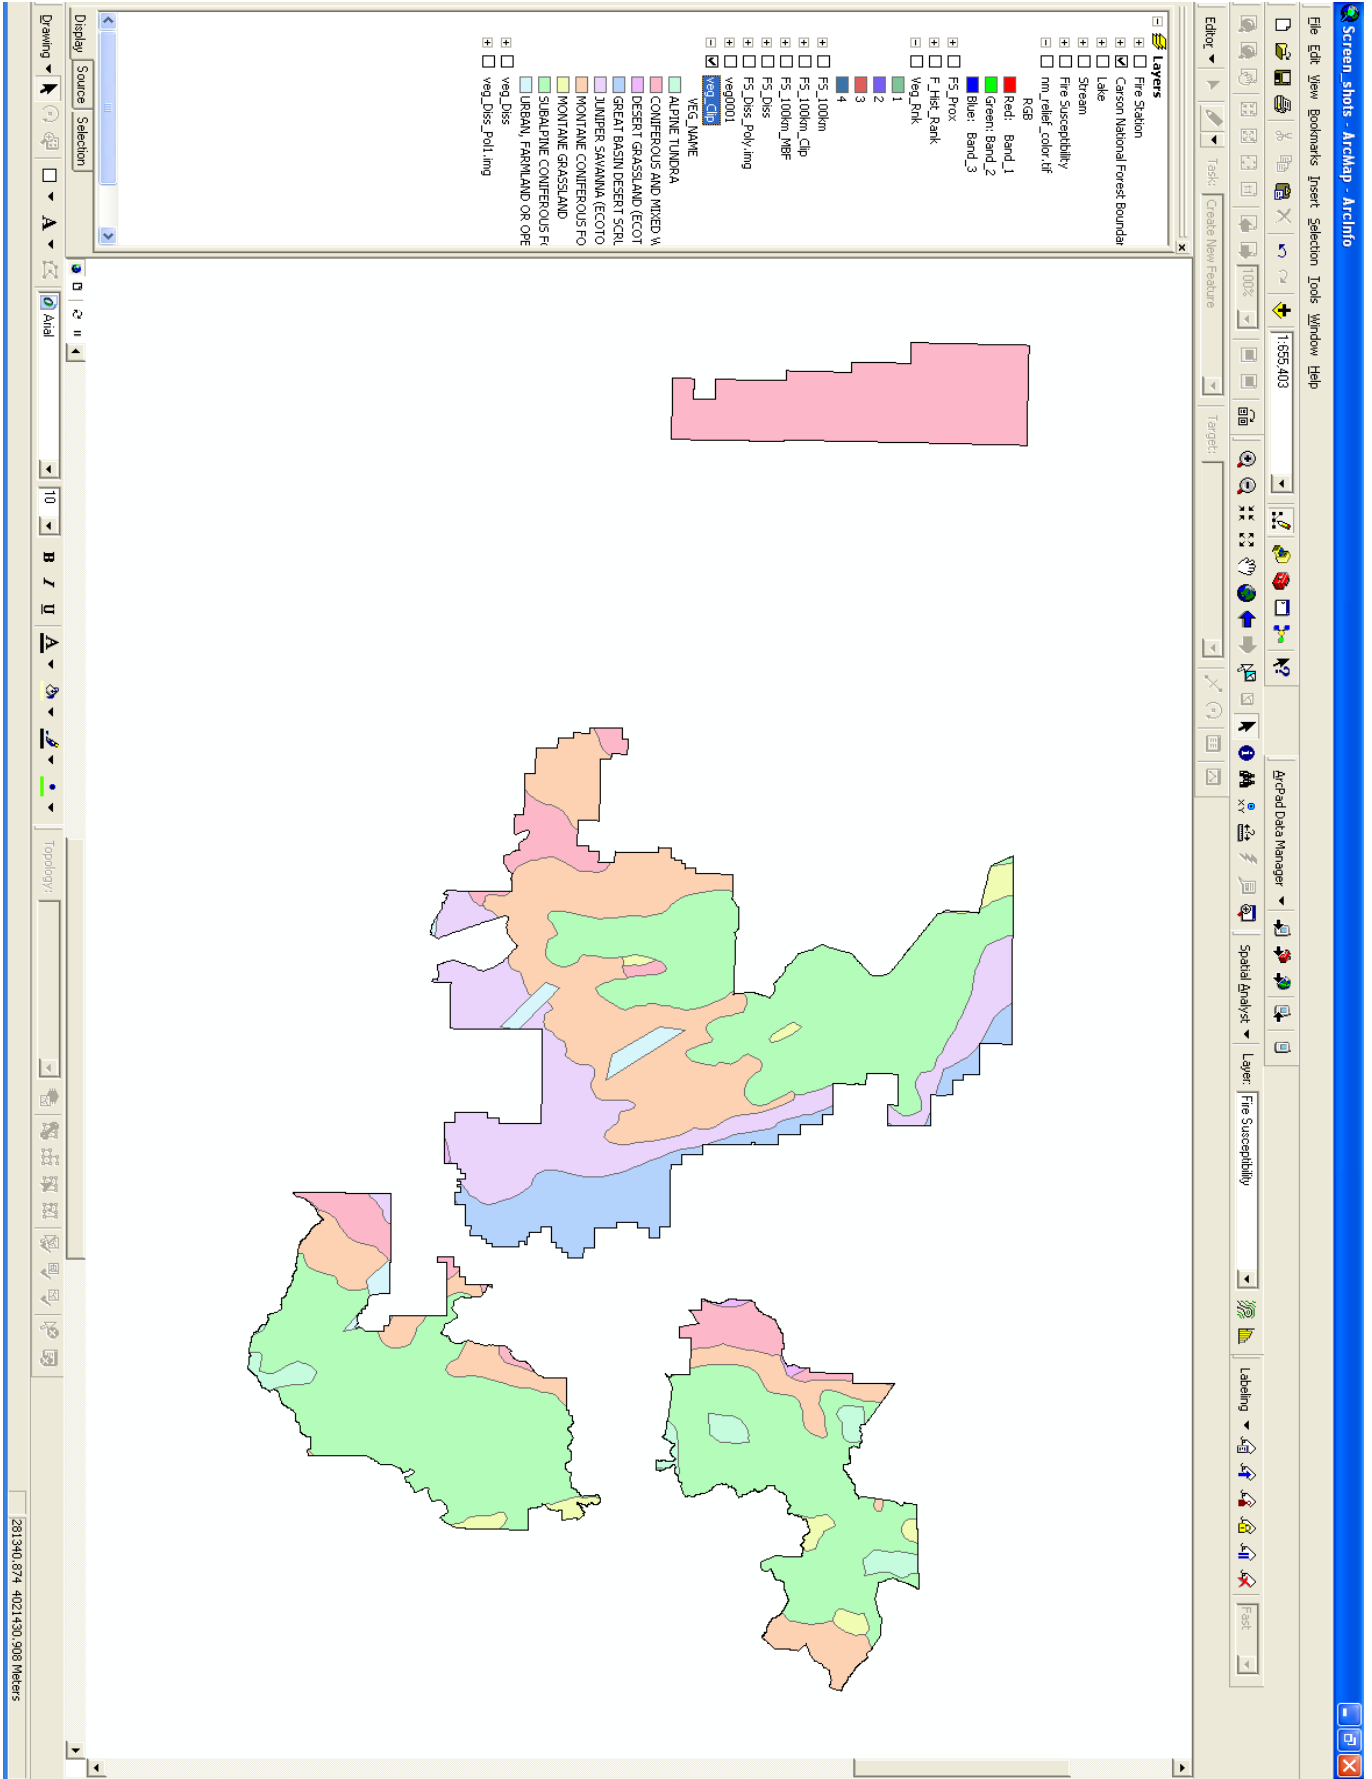 Screen_shots - ArcMap - ArcInfo
File Edit View Bookmarks Insert Selection Tools Window Help
1:655,403
ArcPad Data Manager
100%
Spatial Analyst Layer: Fire Susceptibility
Labeling
Fast
Editor Task: Create New Feature Target:
Layers
Fire Station
Carson National Forest Boundar
Lake
Stream
Fire Susceptibility
nm_relief_color.tif
RGB
Red: Band_1
Green: Band_2
Blue: Band_3
FS_Prox
F_Hist_Rank
Veg_Rnk
1
2
3
4
FS_100km
FS_100km_Clip
FS_100km_MBF
FS_Diss
FS_Diss_Poly.img
veg0001
veg_Clip
VEG_NAME
ALPINE TUNDRA
CONIFEROUS AND MIXED W
DESERT GRASSLAND (ECOT
GREAT BASIN DESERT SCRU
JUNIPER SAVANNA (ECOTO
MONTANE CONIFEROUS FO
MONTANE GRASSLAND
SUBALPINE CONIFEROUS F(
URBAN, FARMLAND OR OPE
veg_Diss
veg_Diss_Pol1.img
Display Source Selection
Drawing A Arial 10 B I U A
Topology:
281340.874 4021430.908 Meters